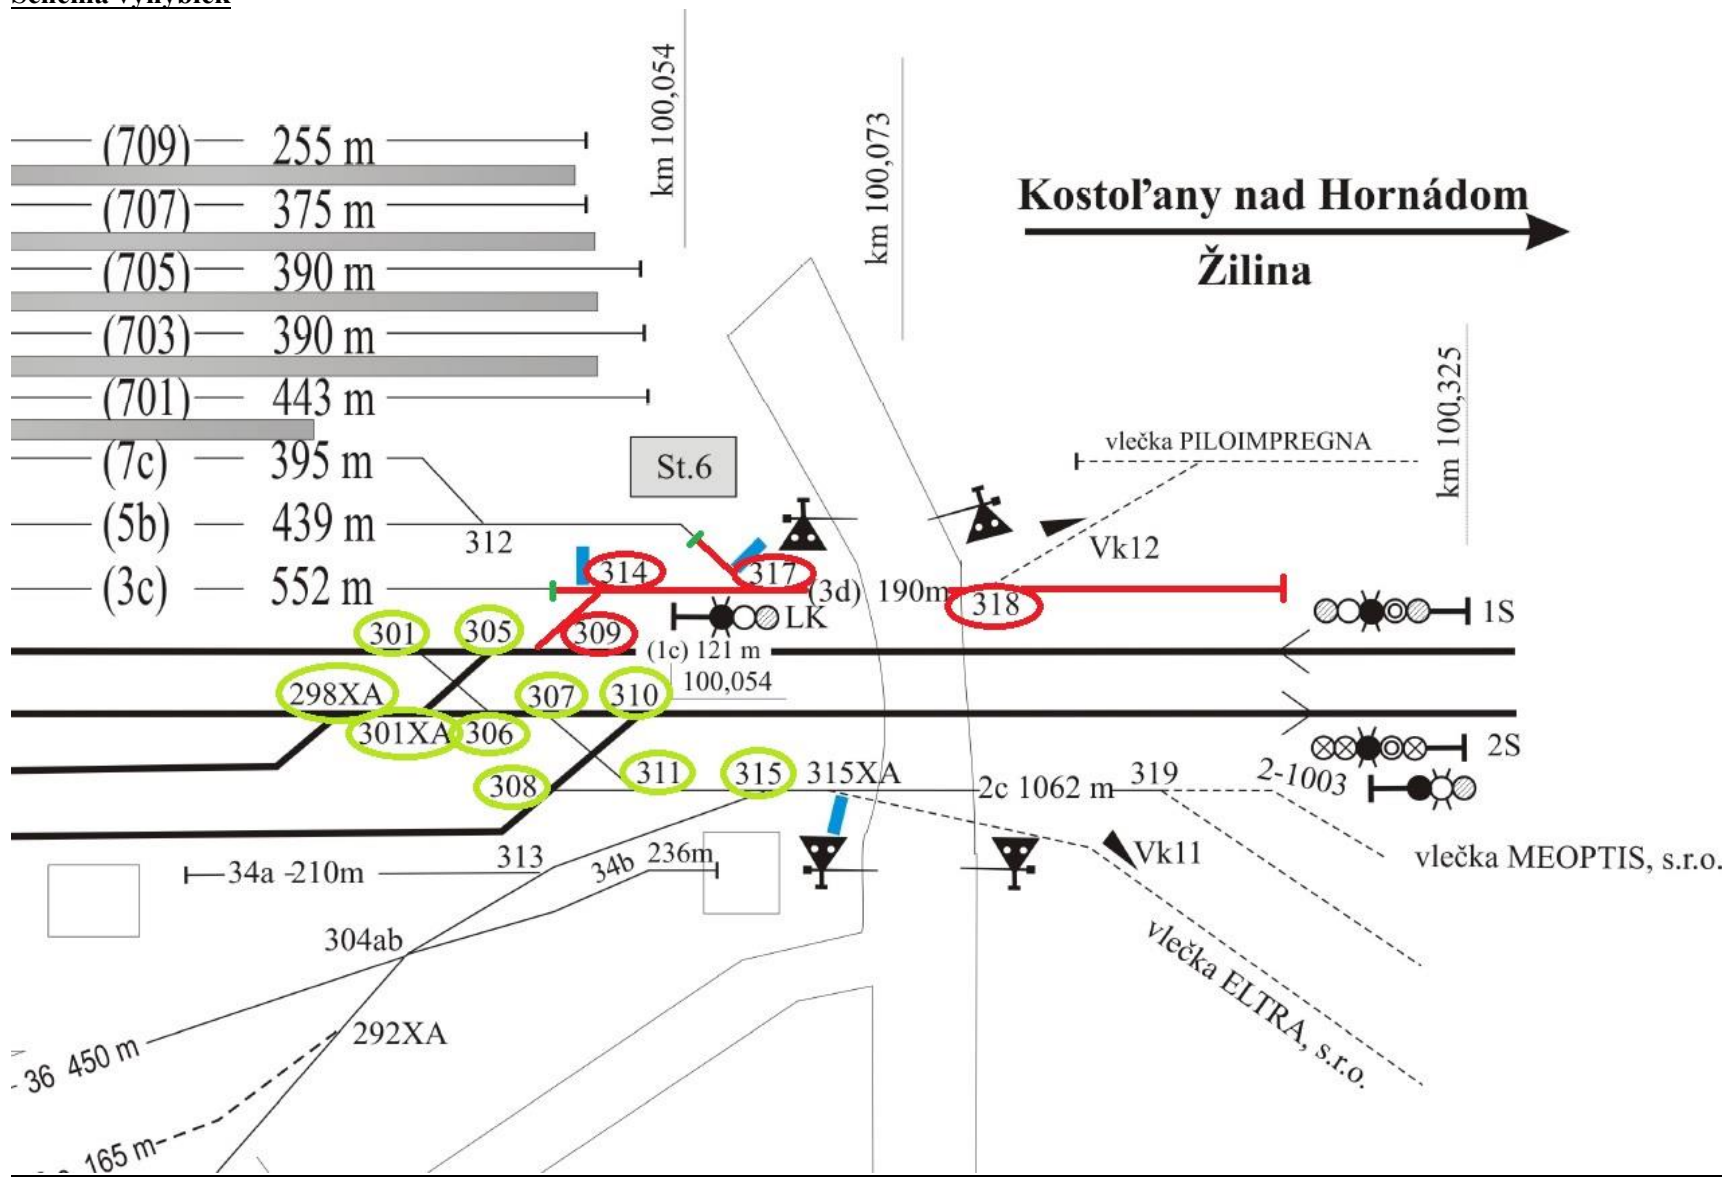 Schéma výhybiek
km 100,054
km 100,073
(709) 255 m
(707) 375 m
Kostoľany nad Hornádom
Žilina
(705) 390 m
(703) 390 m
km 100,325
(701) 443 m
(7c) 395 m
St.6
vlečka PILOIMPREGNA
(5b) 439 m
312
Vk12
(3c) 552 m
314
317
(3d) 190m
318
301
305
309
LK
1S
(1c) 121 m
298XA
307
310
100,054
301XA
306
308
311
315
315XA
2c 1062 m
319
2-1003
2S
313
34a -210m
34b
236m
Vk11
vlečka MEOPTIS, s.r.o.
304ab
vlečka ELTRA, s.r.o.
292XA
36 450 m
165 m